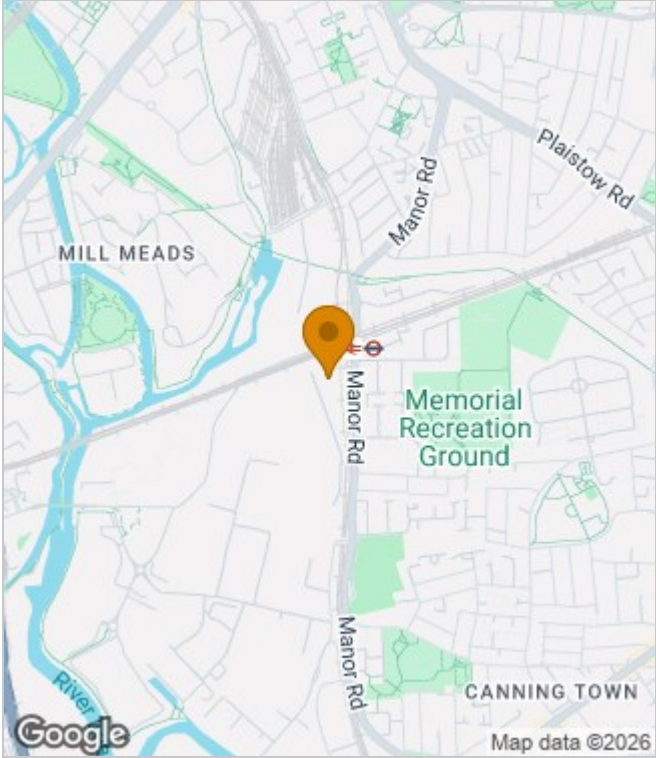 Plaistow Rd
Manor Rd
MILL MEADS
Manor Rd
Memorial
Recreation
Ground
Manor Rd
River
CANNING TOWN
Google
Map data ©2026